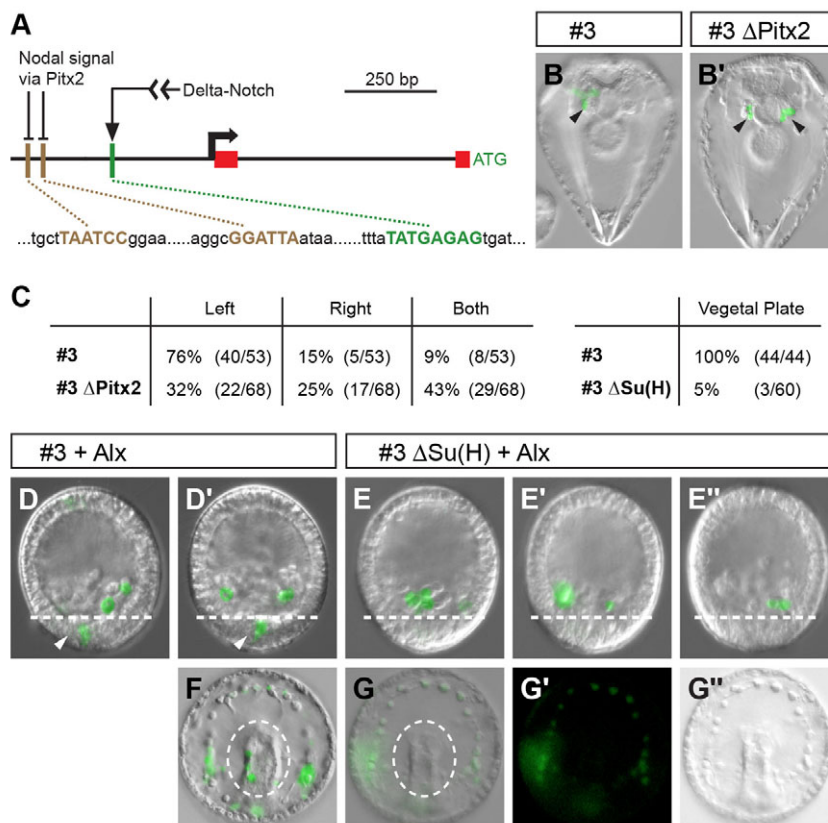 A
Nodal signal
via Pitx2
Delta-Notch
250 bp
ATG
...tgctTAATCCggaa.....aggcGGATTAataa......tttaTATGAGAGtgat...
#3
#3 ΔPitx2
B
B'
C
Left Right Both
#3 76% (40/53) 15% (5/53) 9% (8/53)
#3 ΔPitx2 32% (22/68) 25% (17/68) 43% (29/68)
Vegetal Plate
#3 100% (44/44)
#3 ΔSu(H) 5% (3/60)
#3 + Alx
#3 ΔSu(H) + Alx
D
D'
E
E'
E"
F
G
G'
G"